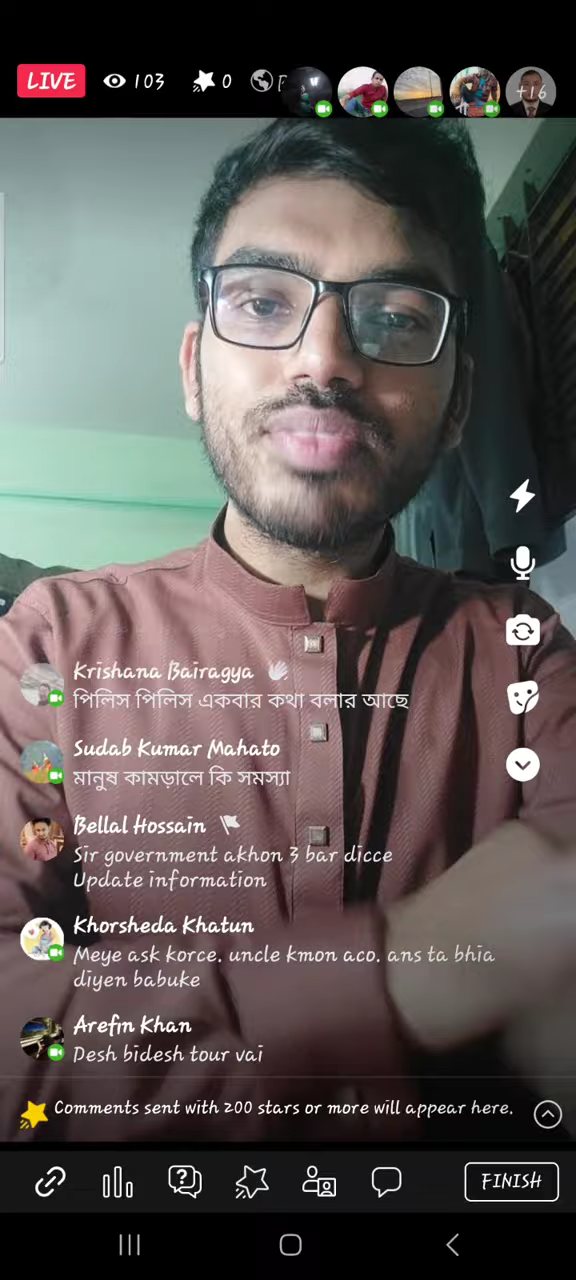 LIVE 103 0
+16
Krishana Bairagya
পিলিস পিলিস একবার কথা বলার আছে
Sudab Kumar Mahato
মানুষ কামড়ালে কি সমস্যা
Bellal Hossain
Sir government akhon 3 bar dicce
Update information
Khorsheda Khatun
Meye ask korce. uncle kmon aco. ans ta bhia
diyen babuke
Arefin Khan
Desh bidesh tour vai
Comments sent with 200 stars or more will appear here.
FINISH